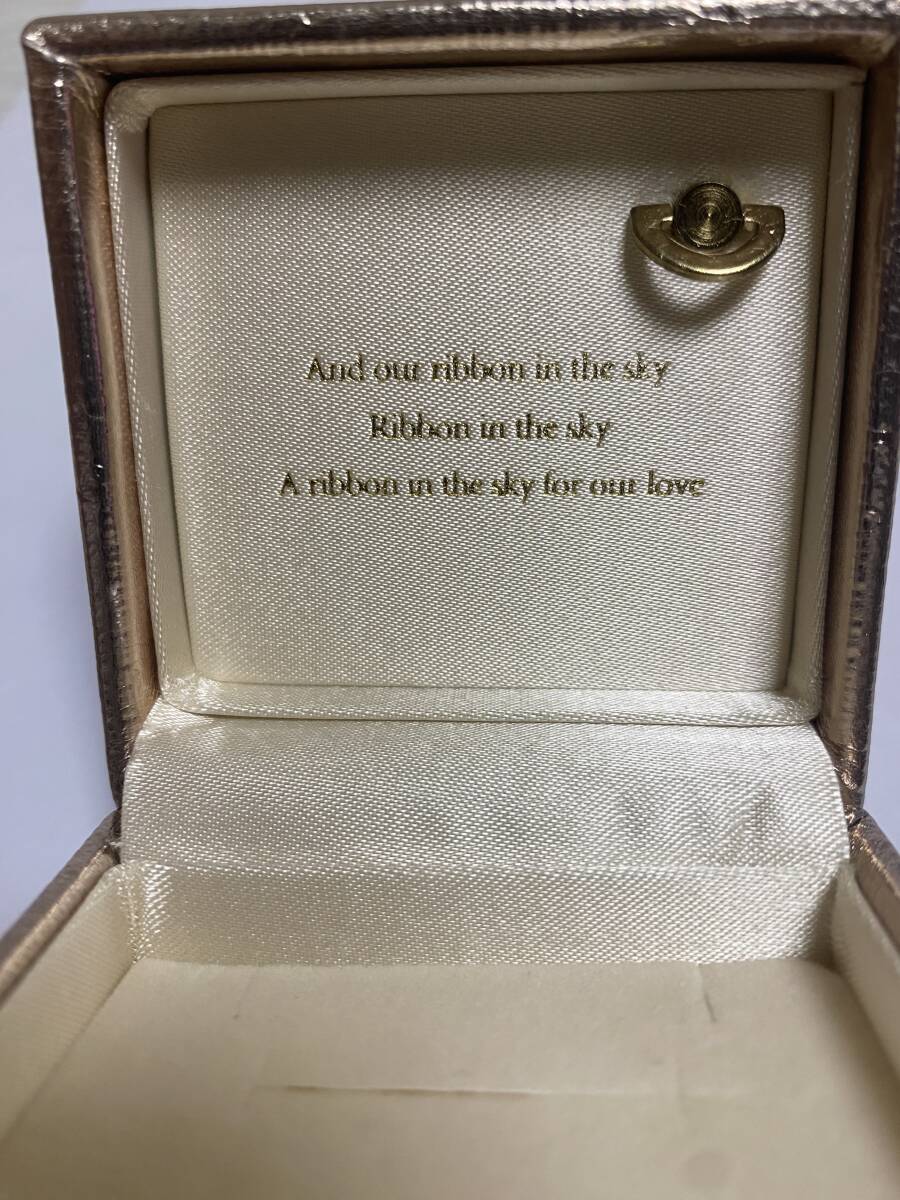 And our ribbon in the sky
Ribbon in the sky
A ribbon in the sky for our love